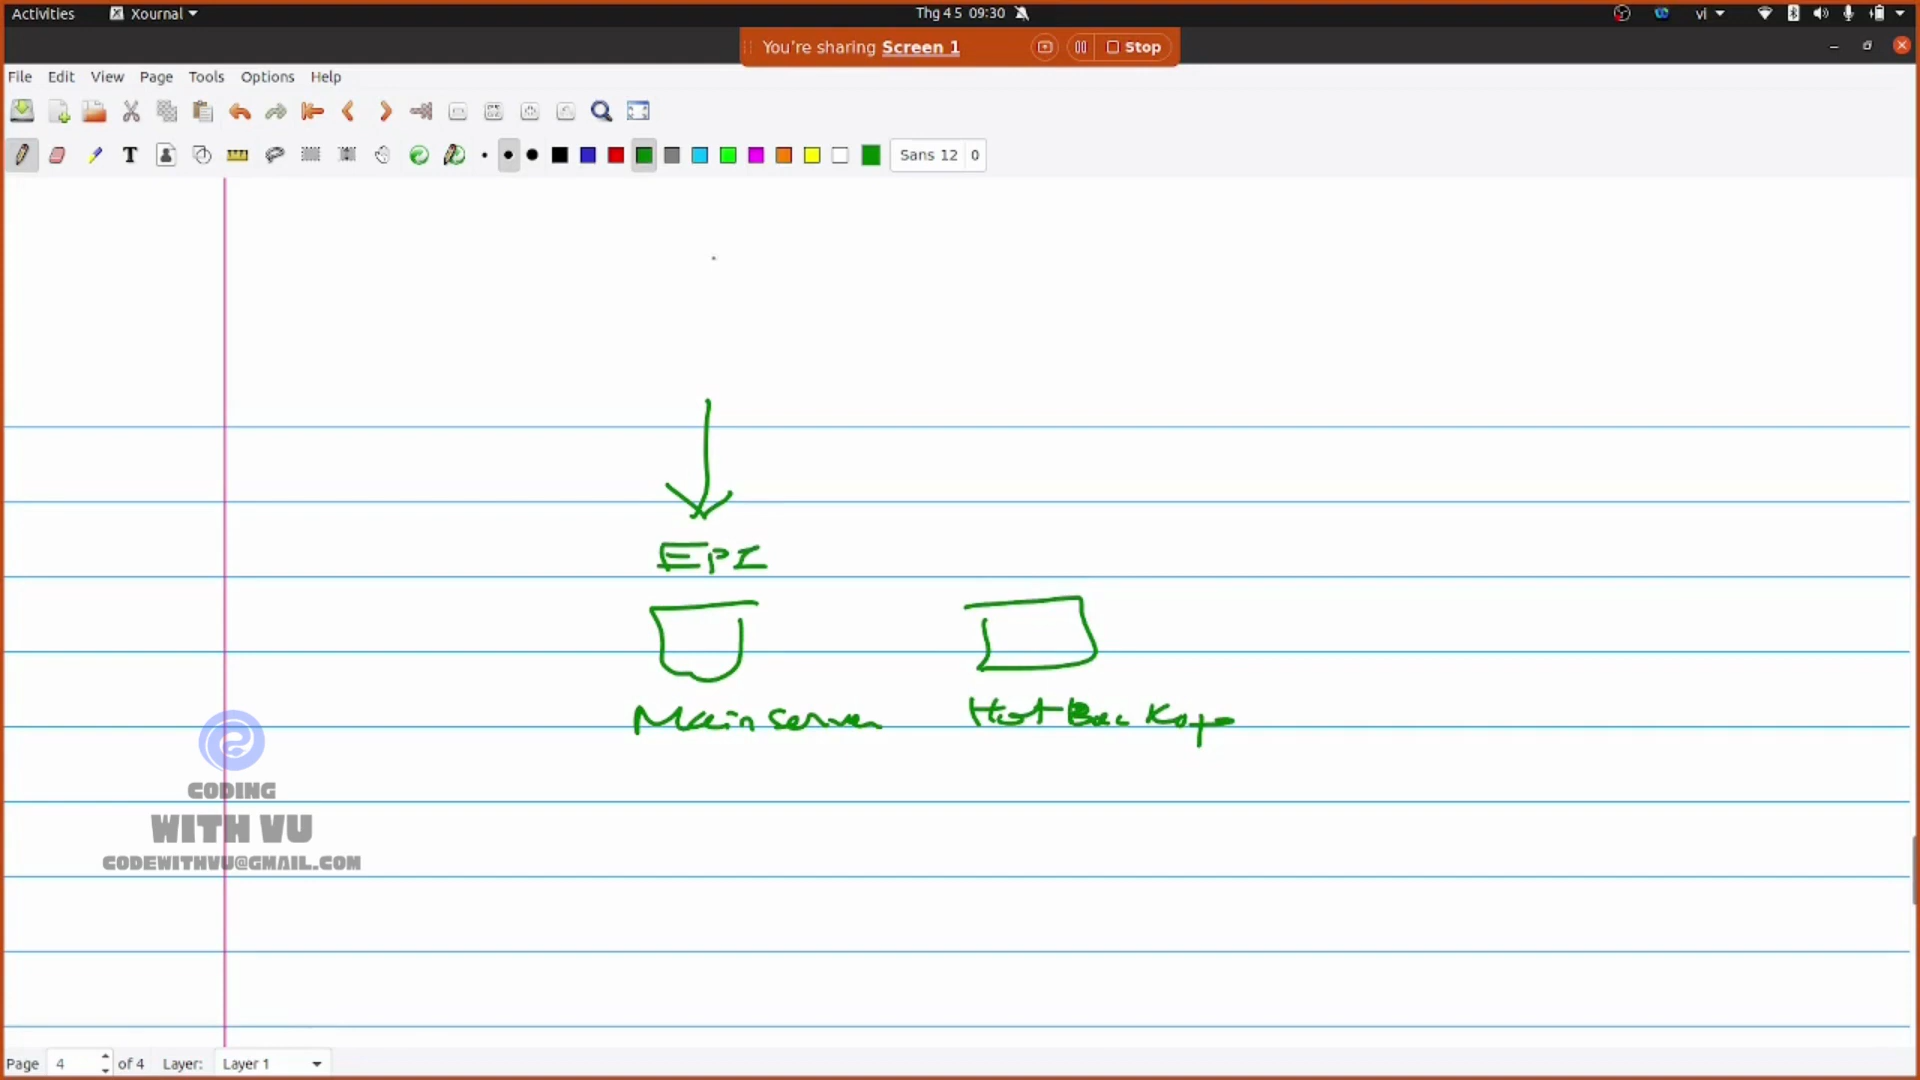 Activities Xournal Thg 4 5 09:30 vi
You're sharing Screen 1 Stop
File Edit View Page Tools Options Help
T Sans 12 0
EPI
Main server Hot Backup
CODING
WITH VU
CODEWITHVU@GMAIL.COM
Page 4 of 4 Layer: Layer 1